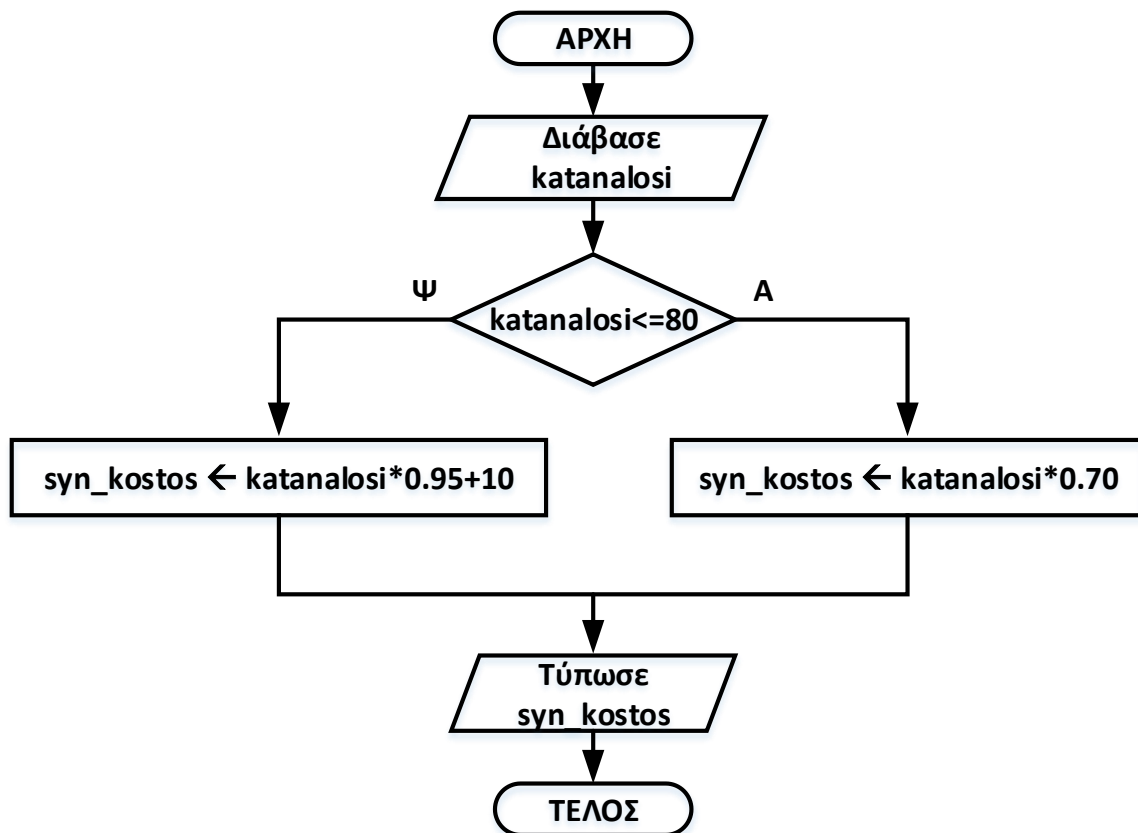 ΑΡΧΗ
Διάβασε
katanalosi
Ψ
Α
katanalosi<=80
syn_kostos ← katanalosi*0.95+10
syn_kostos ← katanalosi*0.70
Τύπωσε
syn_kostos
ΤΕΛΟΣ